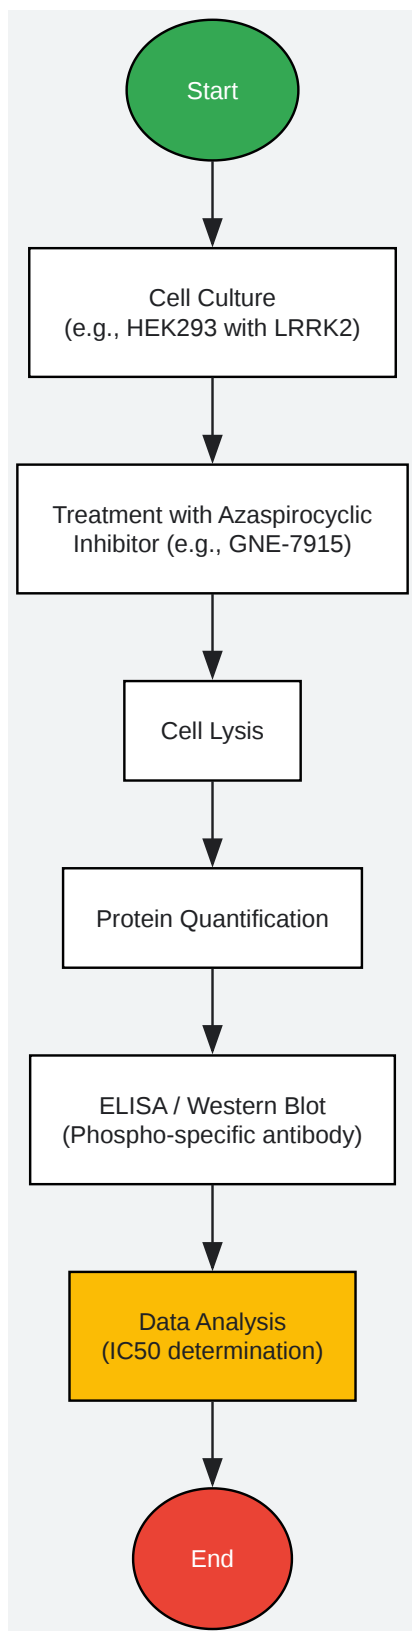 Start
Cell Culture
(e.g., HEK293 with LRRK2)
Treatment with Azaspirocyclic
Inhibitor (e.g., GNE-7915)
Cell Lysis
Protein Quantification
ELISA / Western Blot
(Phospho-specific antibody)
Data Analysis
(IC50 determination)
End